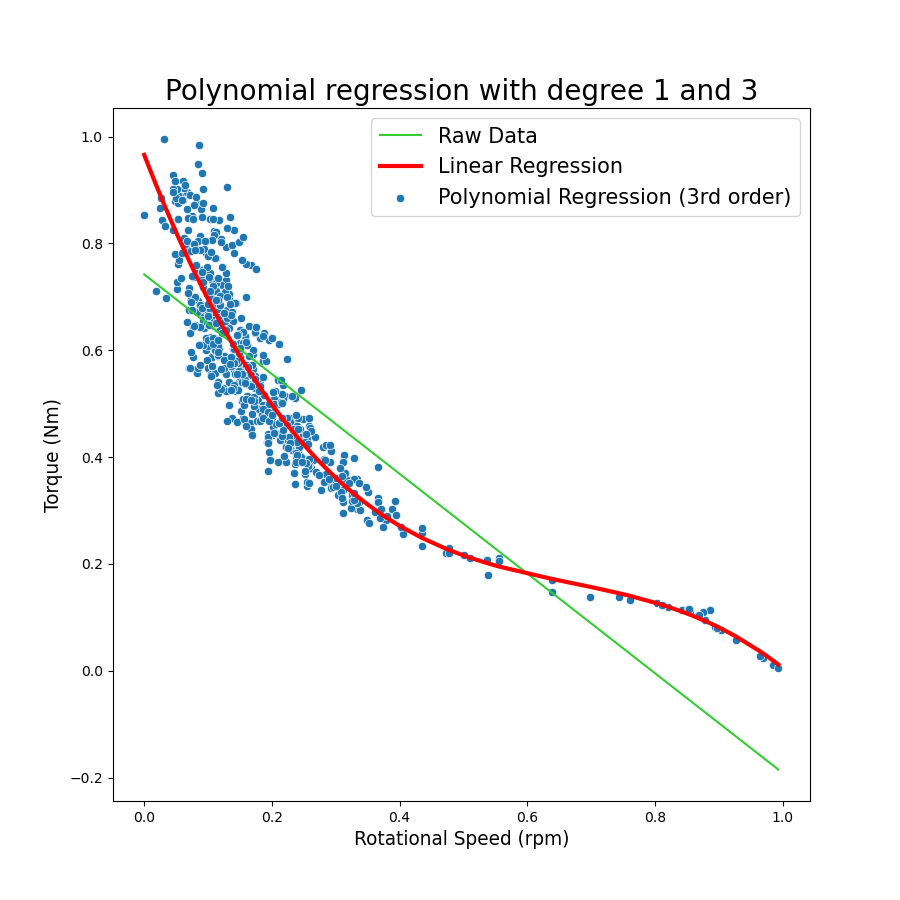 Polynomial regression with degree 1 and 3
Raw Data
Linear Regression
Polynomial Regression (3rd order)
1.0
0.8
0.6
0.4
0.2
0.0
−0.2
Torque (Nm)
0.0 0.2 0.4 0.6 0.8 1.0
Rotational Speed (rpm)